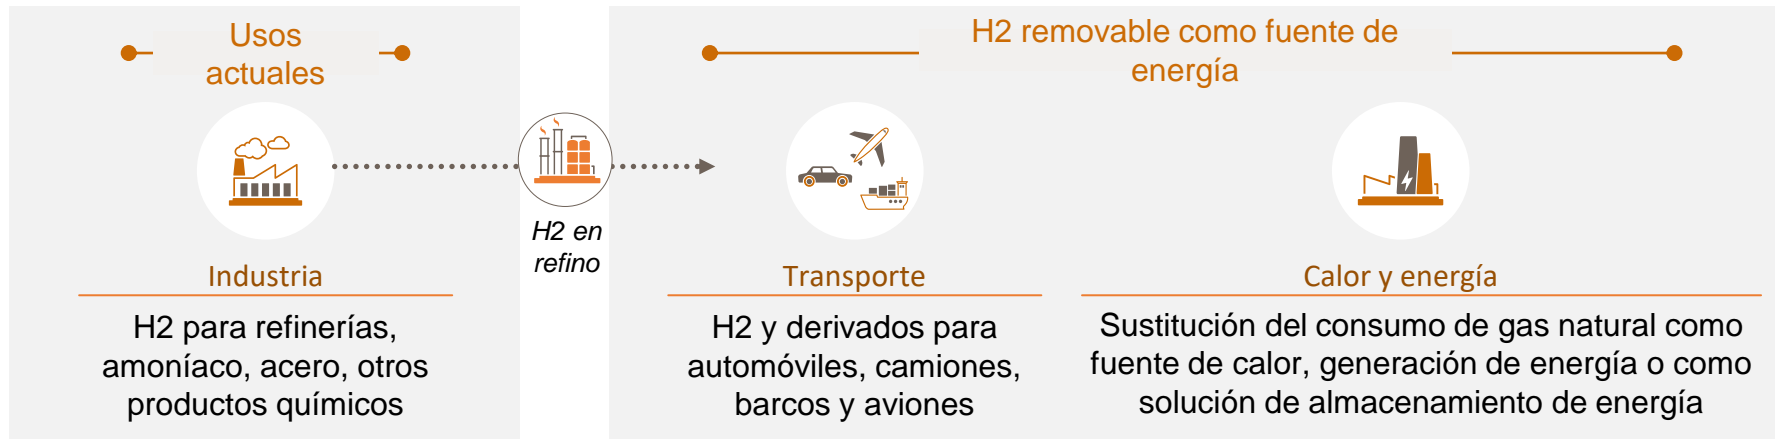 Usos
actuales
H2 removable como fuente de
energía
H2 en
refino
Industria
H2 para refinerías,
amoníaco, acero, otros
productos químicos
Transporte
H2 y derivados para
automóviles, camiones,
barcos y aviones
Calor y energía
Sustitución del consumo de gas natural como
fuente de calor, generación de energía o como
solución de almacenamiento de energía